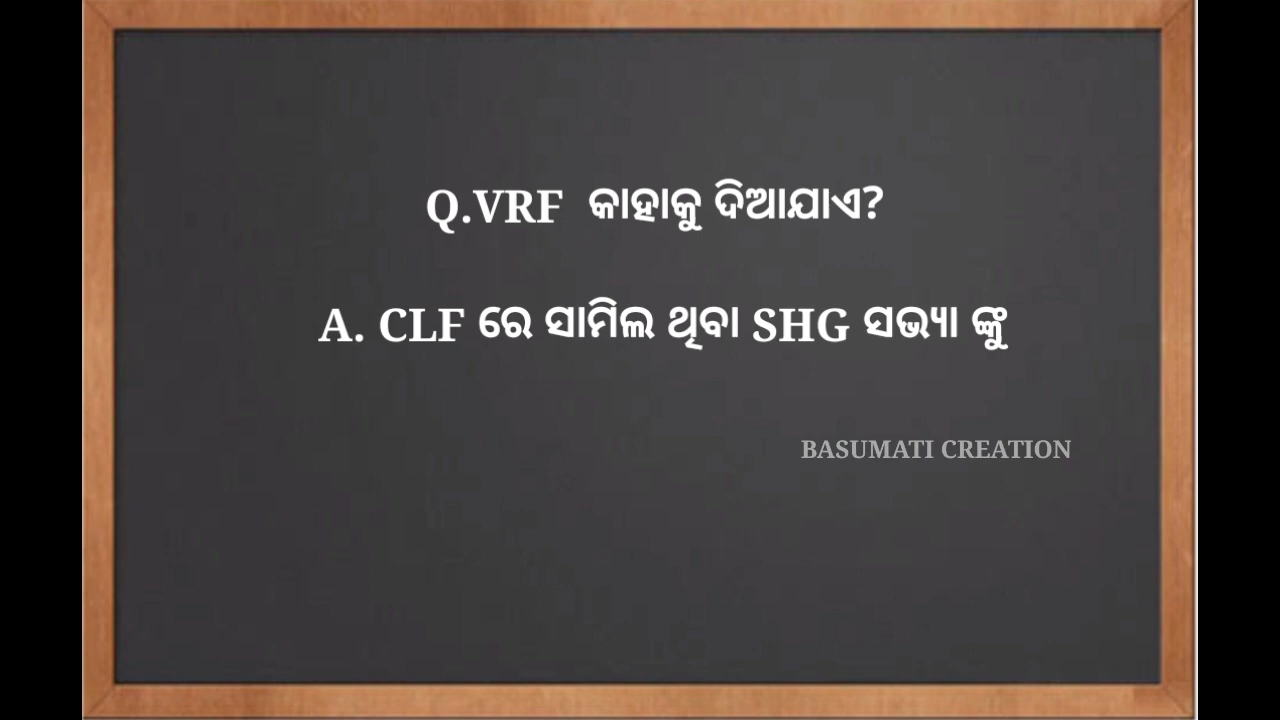 Q.VRF କାହାକୁ ଦିଆଯାଏ?
A. CLF ରେ ସାମିଲ ଥିବା SHG ସଭ୍ୟା ଙ୍କୁ
BASUMATI CREATION